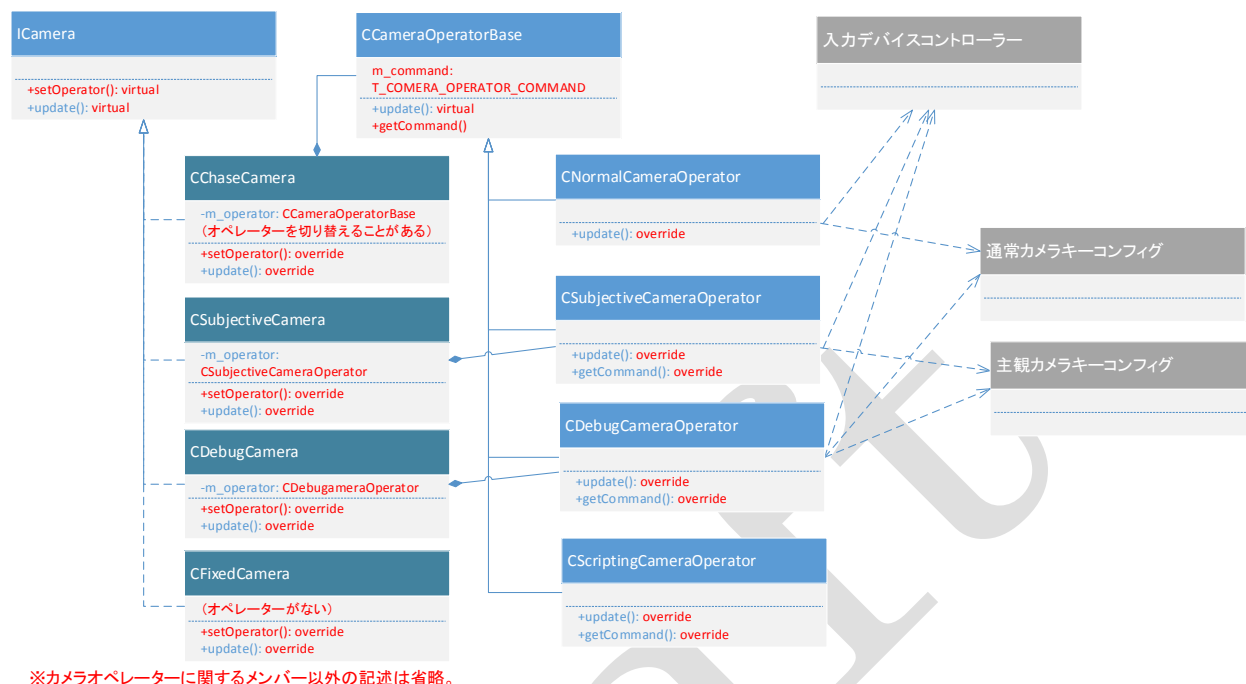 ICamera
+setOperator(): virtual
+update(): virtual
CCameraOperatorBase
m_command:
T_COMERA_OPERATOR_COMMAND
+update(): virtual
+getCommand()
入力デバイスコントローラー
CChaseCamera
-m_operator: CCameraOperatorBase
（オペレーターを切り替えることがある）
+setOperator(): override
+update(): override
CNormalCameraOperator
+update(): override
通常カメラキーコンフィグ
CSubjectiveCamera
-m_operator:
CSubjectiveCameraOperator
+setOperator(): override
+update(): override
CSubjectiveCameraOperator
+update(): override
+getCommand(): override
主観カメラキーコンフィグ
CDebugCamera
-m_operator: CDebugameraOperator
+setOperator(): override
+update(): override
CDebugCameraOperator
+update(): override
+getCommand(): override
CFixedCamera
（オペレーターがない）
+setOperator(): override
+update(): override
CScriptingCameraOperator
+update(): override
+getCommand(): override
※カメラオペレーターに関するメンバー以外の記述は省略。